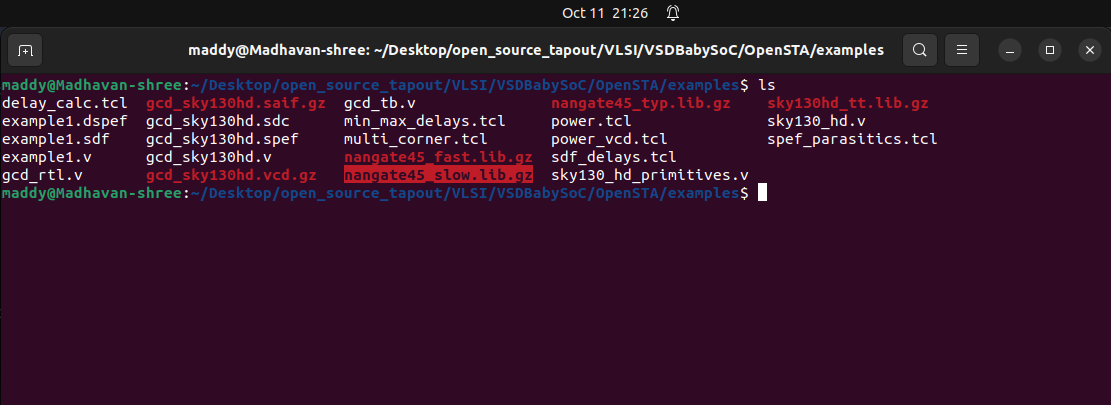 Oct 11 21:26
maddy@Madhavan-shree: ~/Desktop/open_source_tapout/VLSI/VSDBabySoC/OpenSTA/examples
maddy@Madhavan-shree:~/Desktop/open_source_tapout/VLSI/VSDBabySoC/OpenSTA/examples$ ls
delay_calc.tcl gcd_sky130hd.saif.gz gcd_tb.v nangate45_typ.lib.gz sky130hd_tt.lib.gz
example1.dspef gcd_sky130hd.sdc min_max_delays.tcl power.tcl sky130_hd.v
example1.sdf gcd_sky130hd.spef multi_corner.tcl power_vcd.tcl spef_parasitics.tcl
example1.v gcd_sky130hd.v nangate45_fast.lib.gz sdf_delays.tcl
gcd_rtl.v gcd_sky130hd.vcd.gz nangate45_slow.lib.gz sky130_hd_primitives.v
maddy@Madhavan-shree:~/Desktop/open_source_tapout/VLSI/VSDBabySoC/OpenSTA/examples$